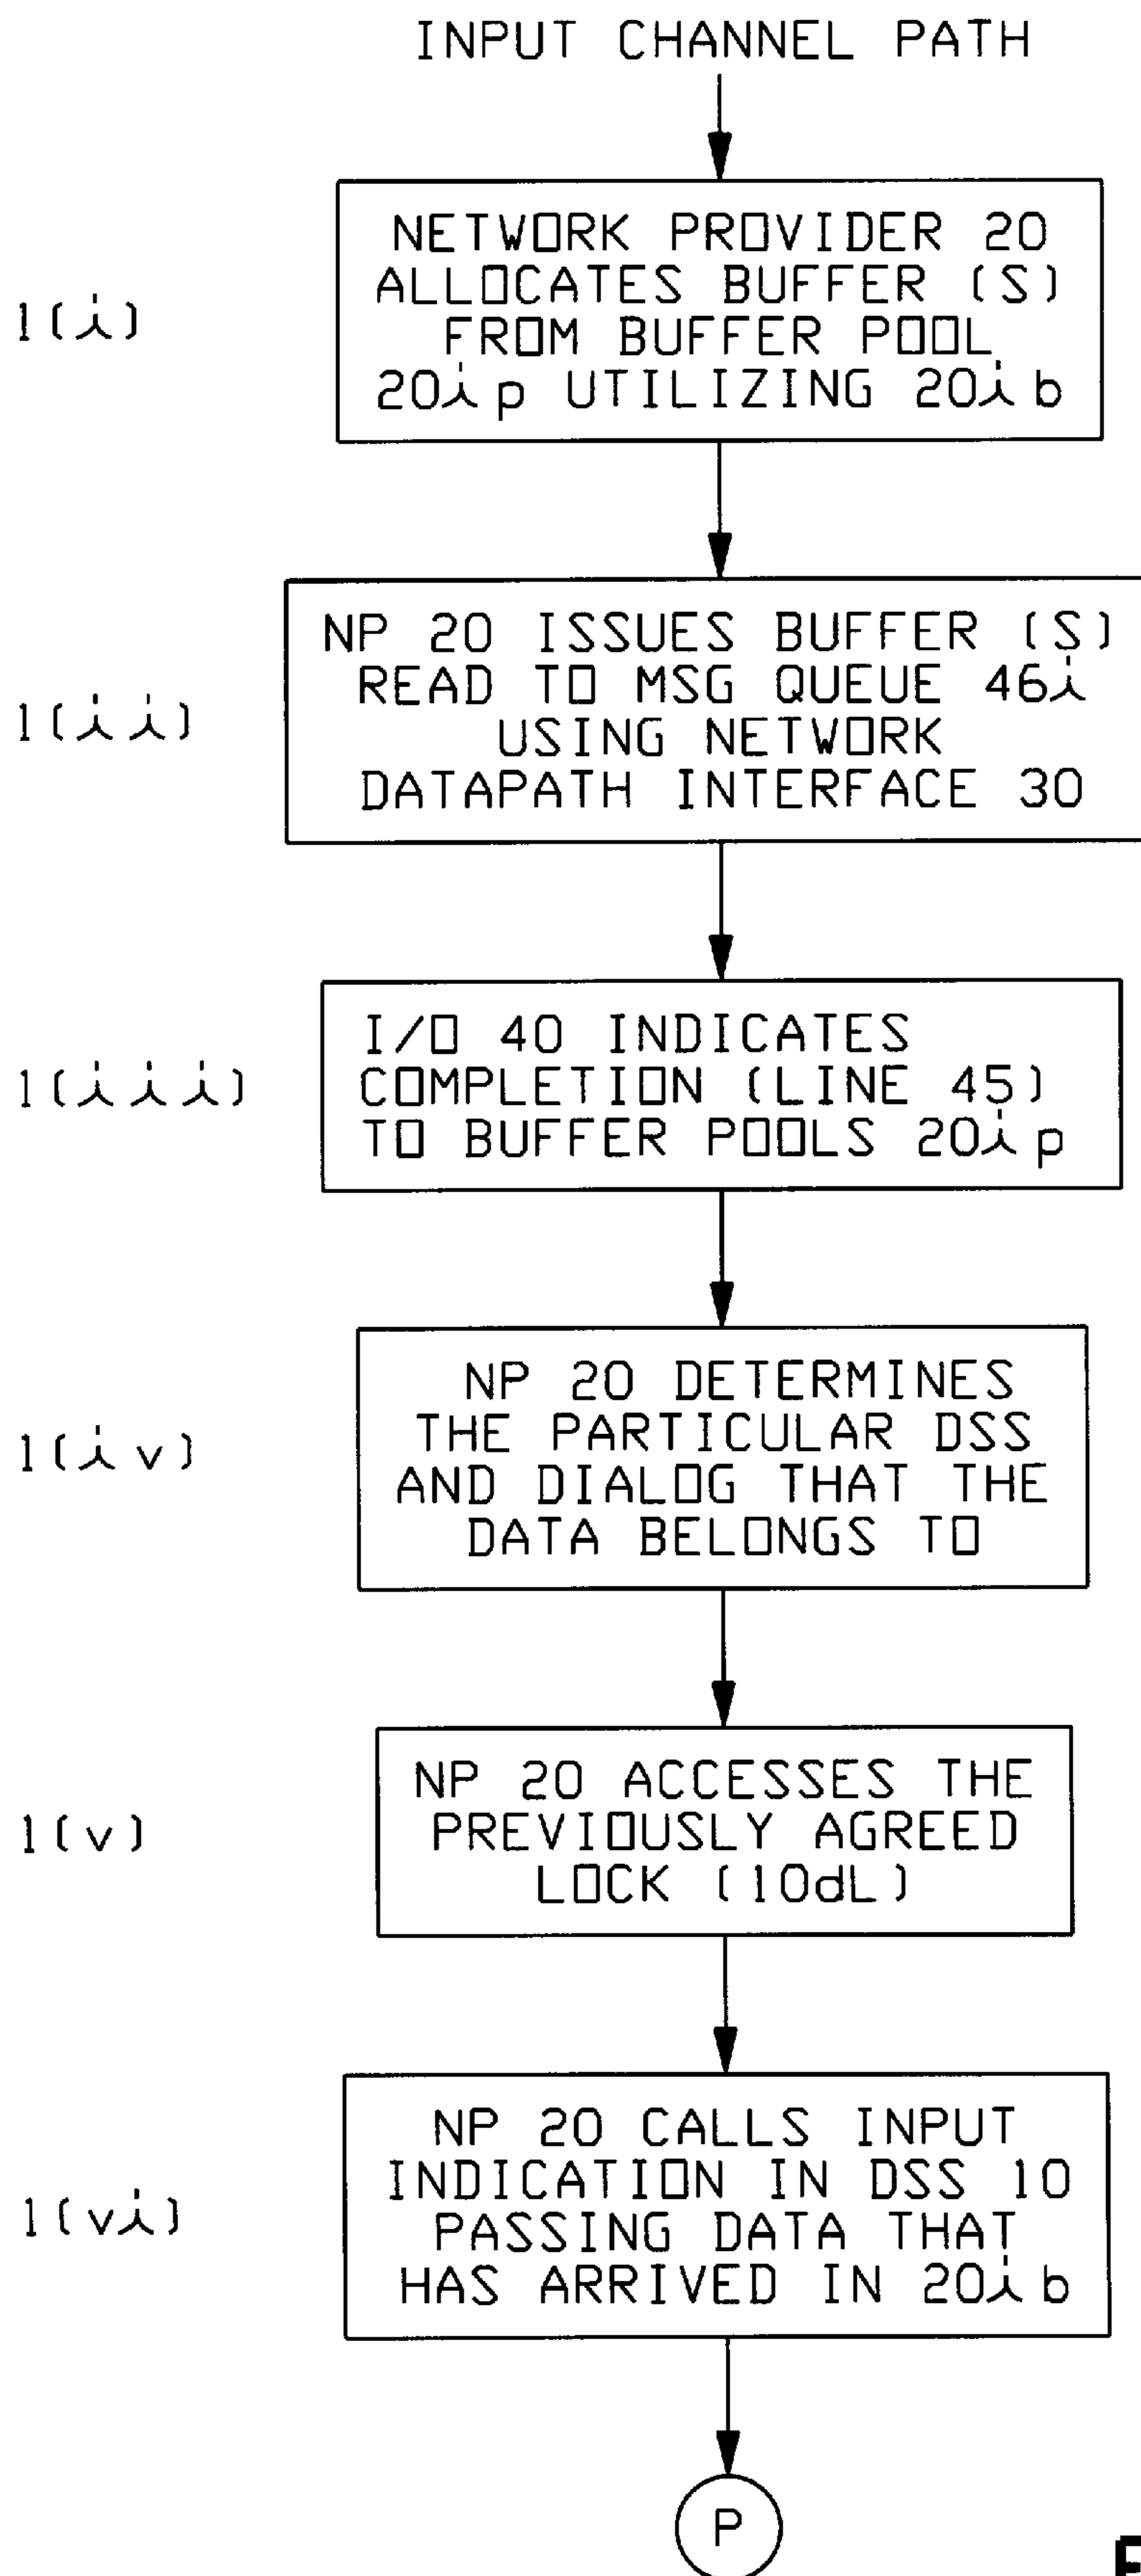 INPUT CHANNEL PATH
1(i)
NETWORK PROVIDER 20
ALLOCATES BUFFER (S)
FROM BUFFER POOL
20ip UTILIZING 20ib
1(ii)
NP 20 ISSUES BUFFER (S)
READ TO MSG QUEUE 46i
USING NETWORK
DATAPATH INTERFACE 30
1(iii)
I/O 40 INDICATES
COMPLETION (LINE 45)
TO BUFFER POOLS 20ip
1(iv)
NP 20 DETERMINES
THE PARTICULAR DSS
AND DIALOG THAT THE
DATA BELONGS TO
1(v)
NP 20 ACCESSES THE
PREVIOUSLY AGREED
LOCK (10dL)
1(vi)
NP 20 CALLS INPUT
INDICATION IN DSS 10
PASSING DATA THAT
HAS ARRIVED IN 20ib
P